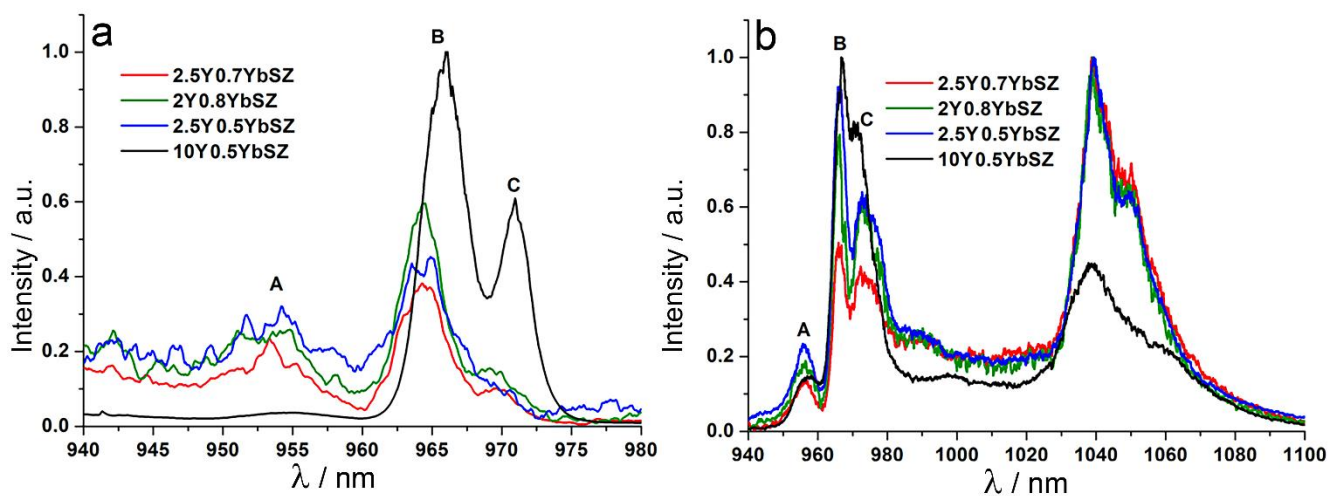 a
Intensity / a.u.
1.0
0.8
0.6
0.4
0.2
0.0
2.5Y0.7YbSZ
2Y0.8YbSZ
2.5Y0.5YbSZ
10Y0.5YbSZ
A
B
C
940 945 950 955 960 965 970 975 980
λ / nm
b
Intensity / a.u.
1.0
0.8
0.6
0.4
0.2
0.0
2.5Y0.7YbSZ
2Y0.8YbSZ
2.5Y0.5YbSZ
10Y0.5YbSZ
A
B
C
940 960 980 1000 1020 1040 1060 1080 1100
λ / nm